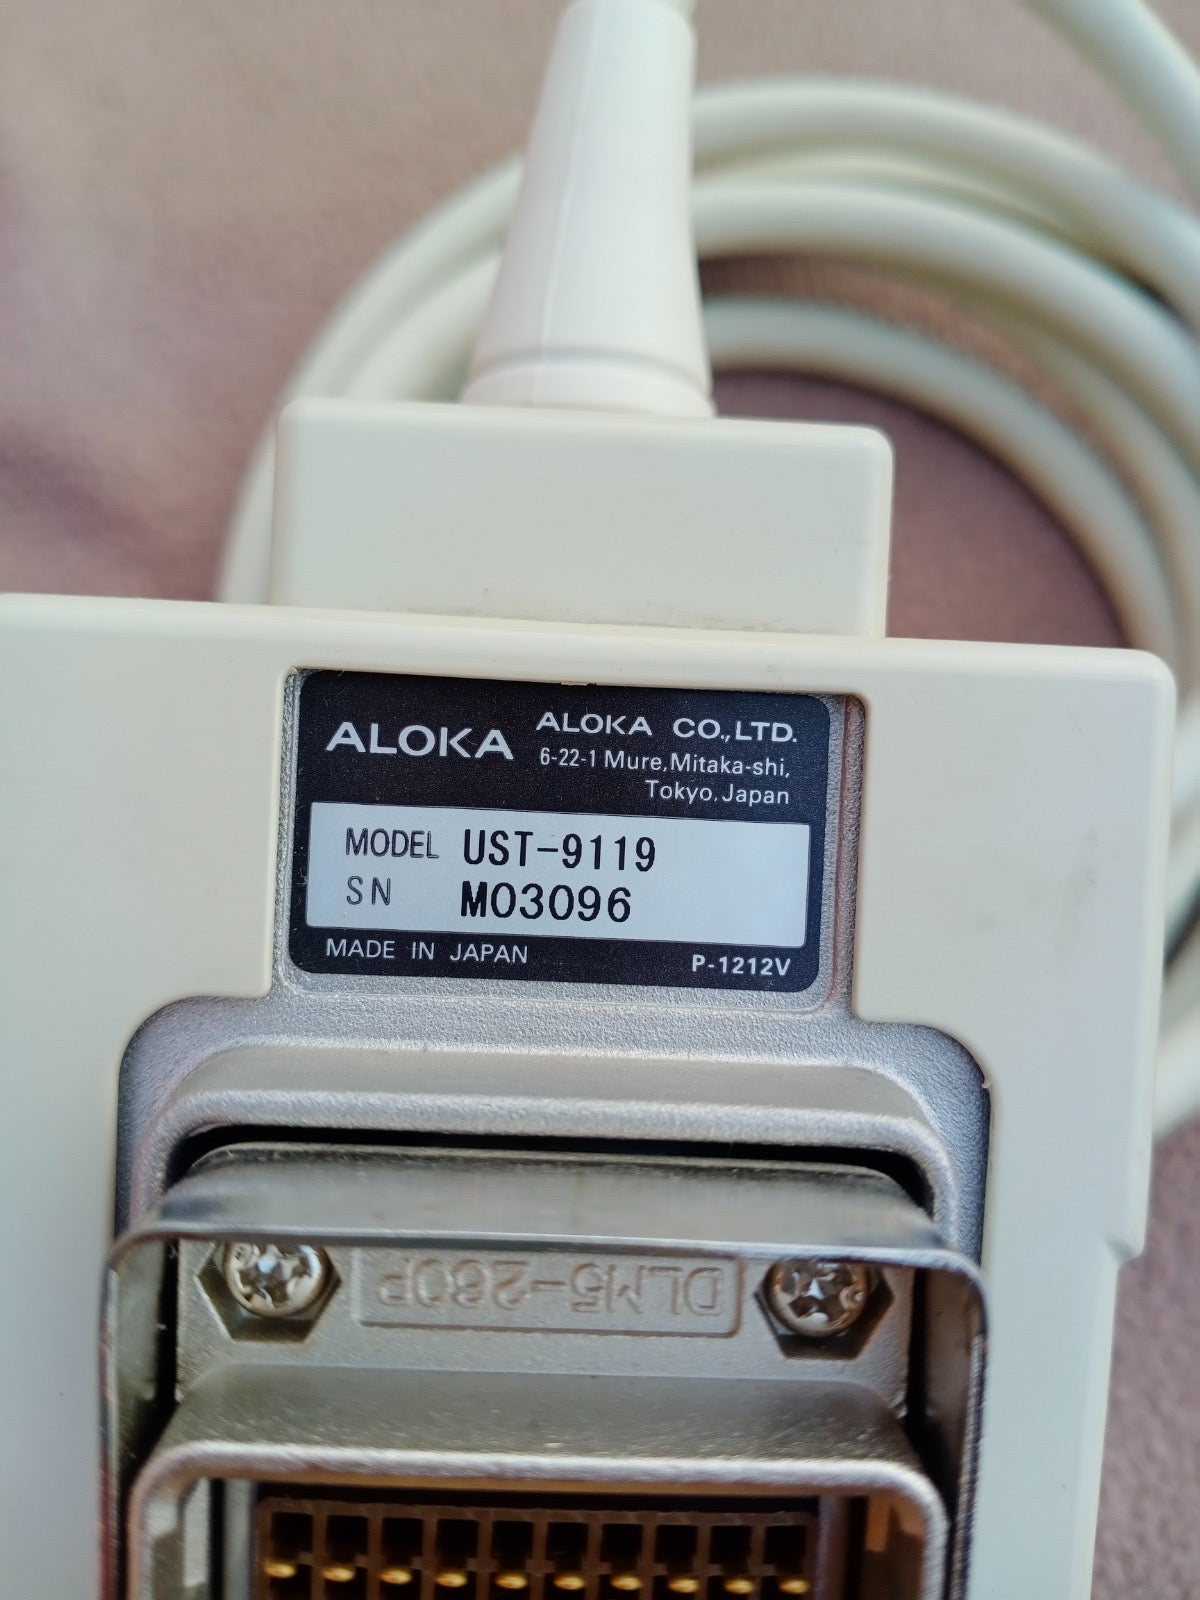 ALOKA
ALOKA CO.,LTD.
6-22-1 Mure,Mitaka-shi,
Tokyo,Japan
MODEL UST-9119
SN M03096
MADE IN JAPAN P-1212V
DLM5-260P